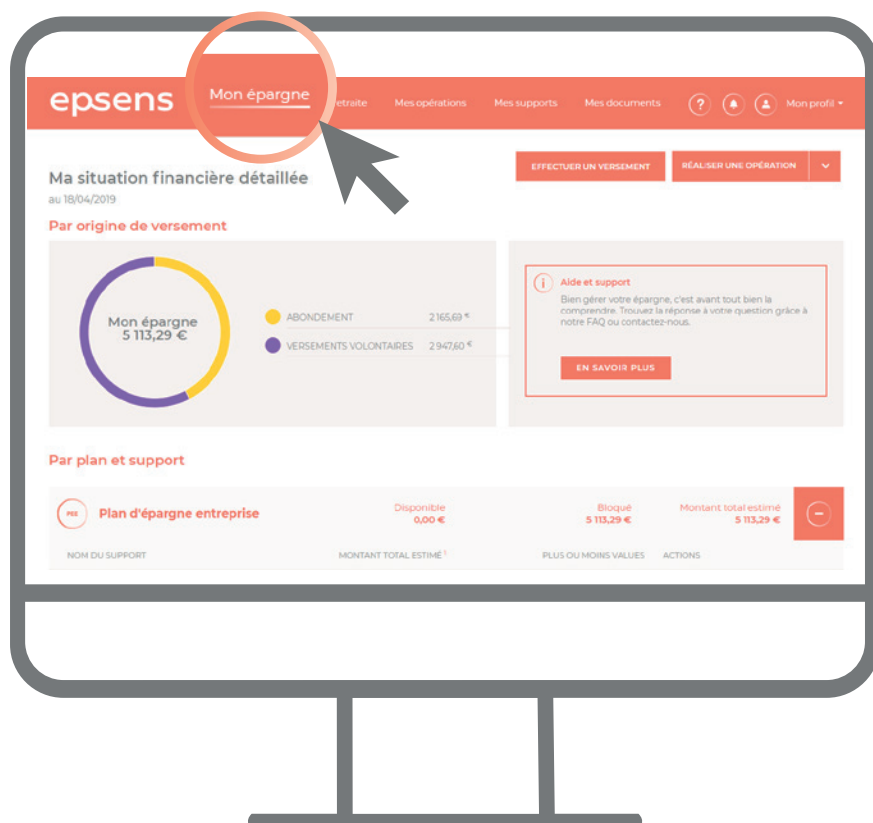 epsens
Mon épargne
etraite
Mes opérations
Mes supports
Mes documents
?
Mon profil
Ma situation financière détaillée
au 18/04/2019
EFFECTUER UN VERSEMENT
RÉALISER UNE OPÉRATION
Par origine de versement
Mon épargne
5 113,29 €
ABONDEMENT 2 165,69 €
VERSEMENTS VOLONTAIRES 2 947,60 €
i
Aide et support
Bien gérer votre épargne, c'est avant tout bien la
comprendre. Trouvez la réponse à votre question grâce à
notre FAQ ou contactez-nous.
EN SAVOIR PLUS
Par plan et support
PEE
Plan d'épargne entreprise
Disponible
0,00 €
Bloqué
5 113,29 €
Montant total estimé
5 113,29 €
NOM DU SUPPORT
MONTANT TOTAL ESTIMÉ 1
PLUS OU MOINS VALUES
ACTIONS